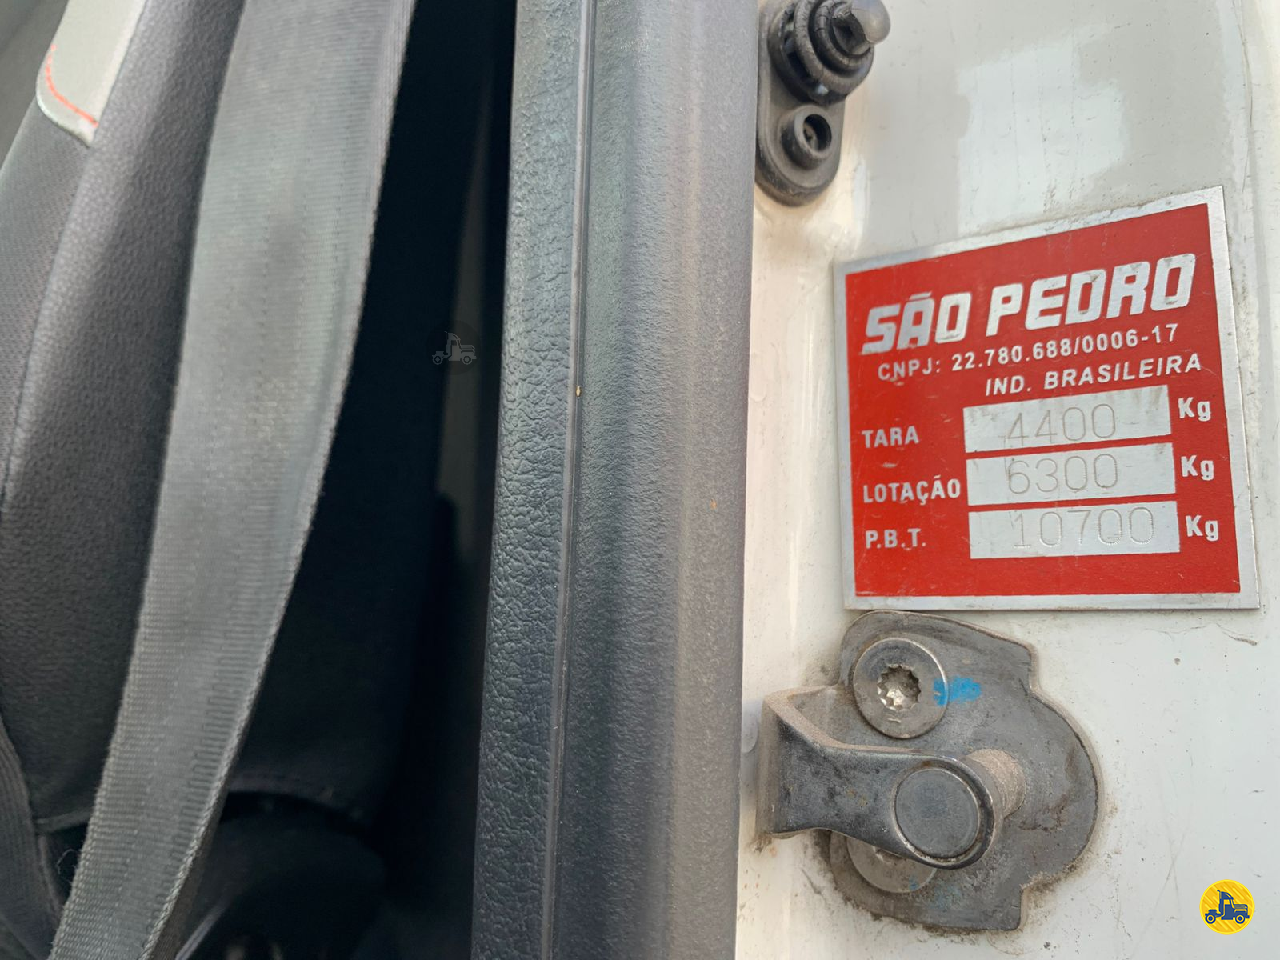 SÃO PEDRO
CNPJ: 22.780.688/0006-17
IND. BRASILEIRA
TARA 4400 Kg
LOTAÇÃO 6300 Kg
P.B.T. 10700 Kg